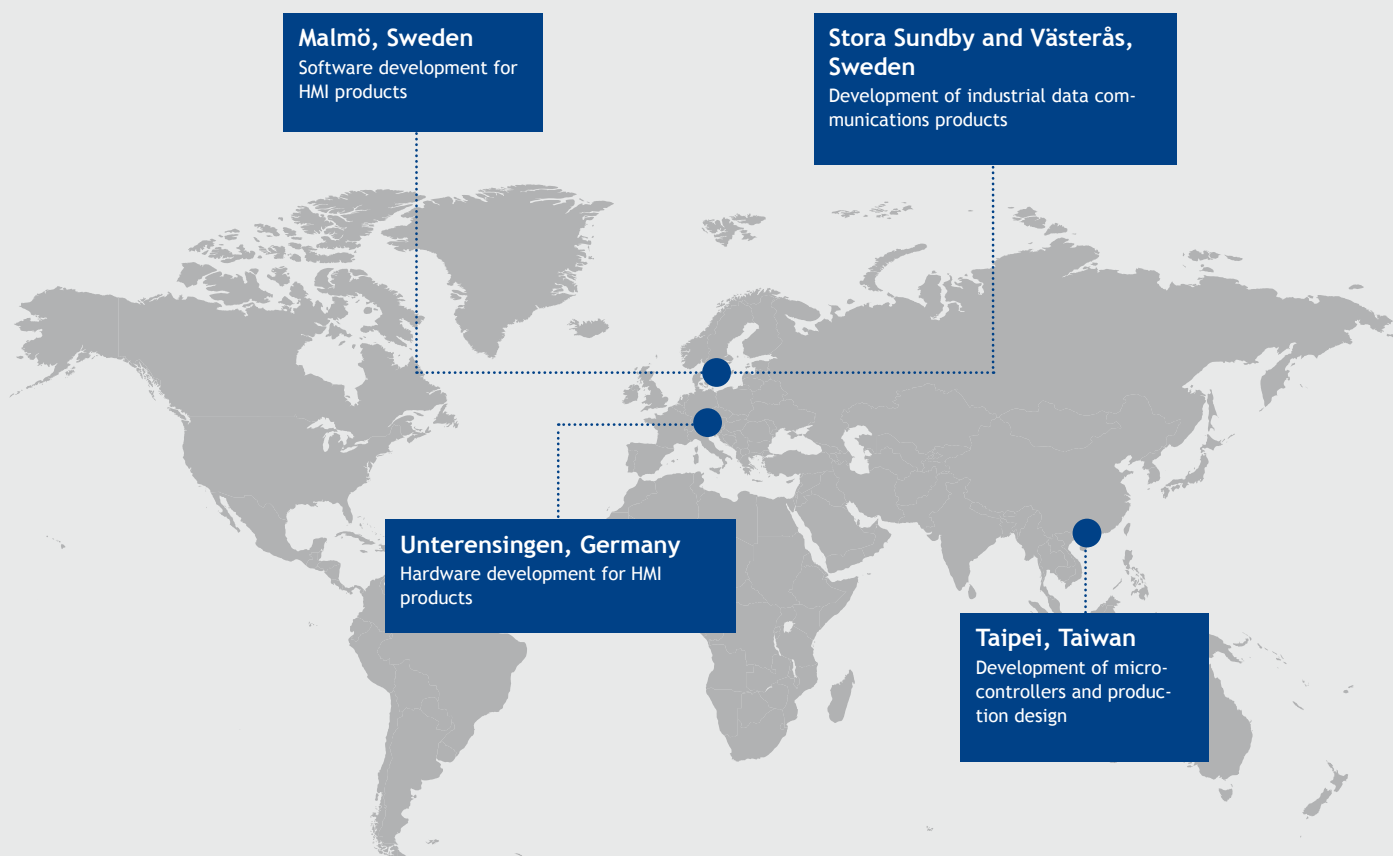 Malmö, Sweden
Software development for
HMI products
Stora Sundby and Västerås,
Sweden
Development of industrial data com-
munications products
Unterensingen, Germany
Hardware development for HMI
products
Taipei, Taiwan
Development of micro-
controllers and produc-
tion design